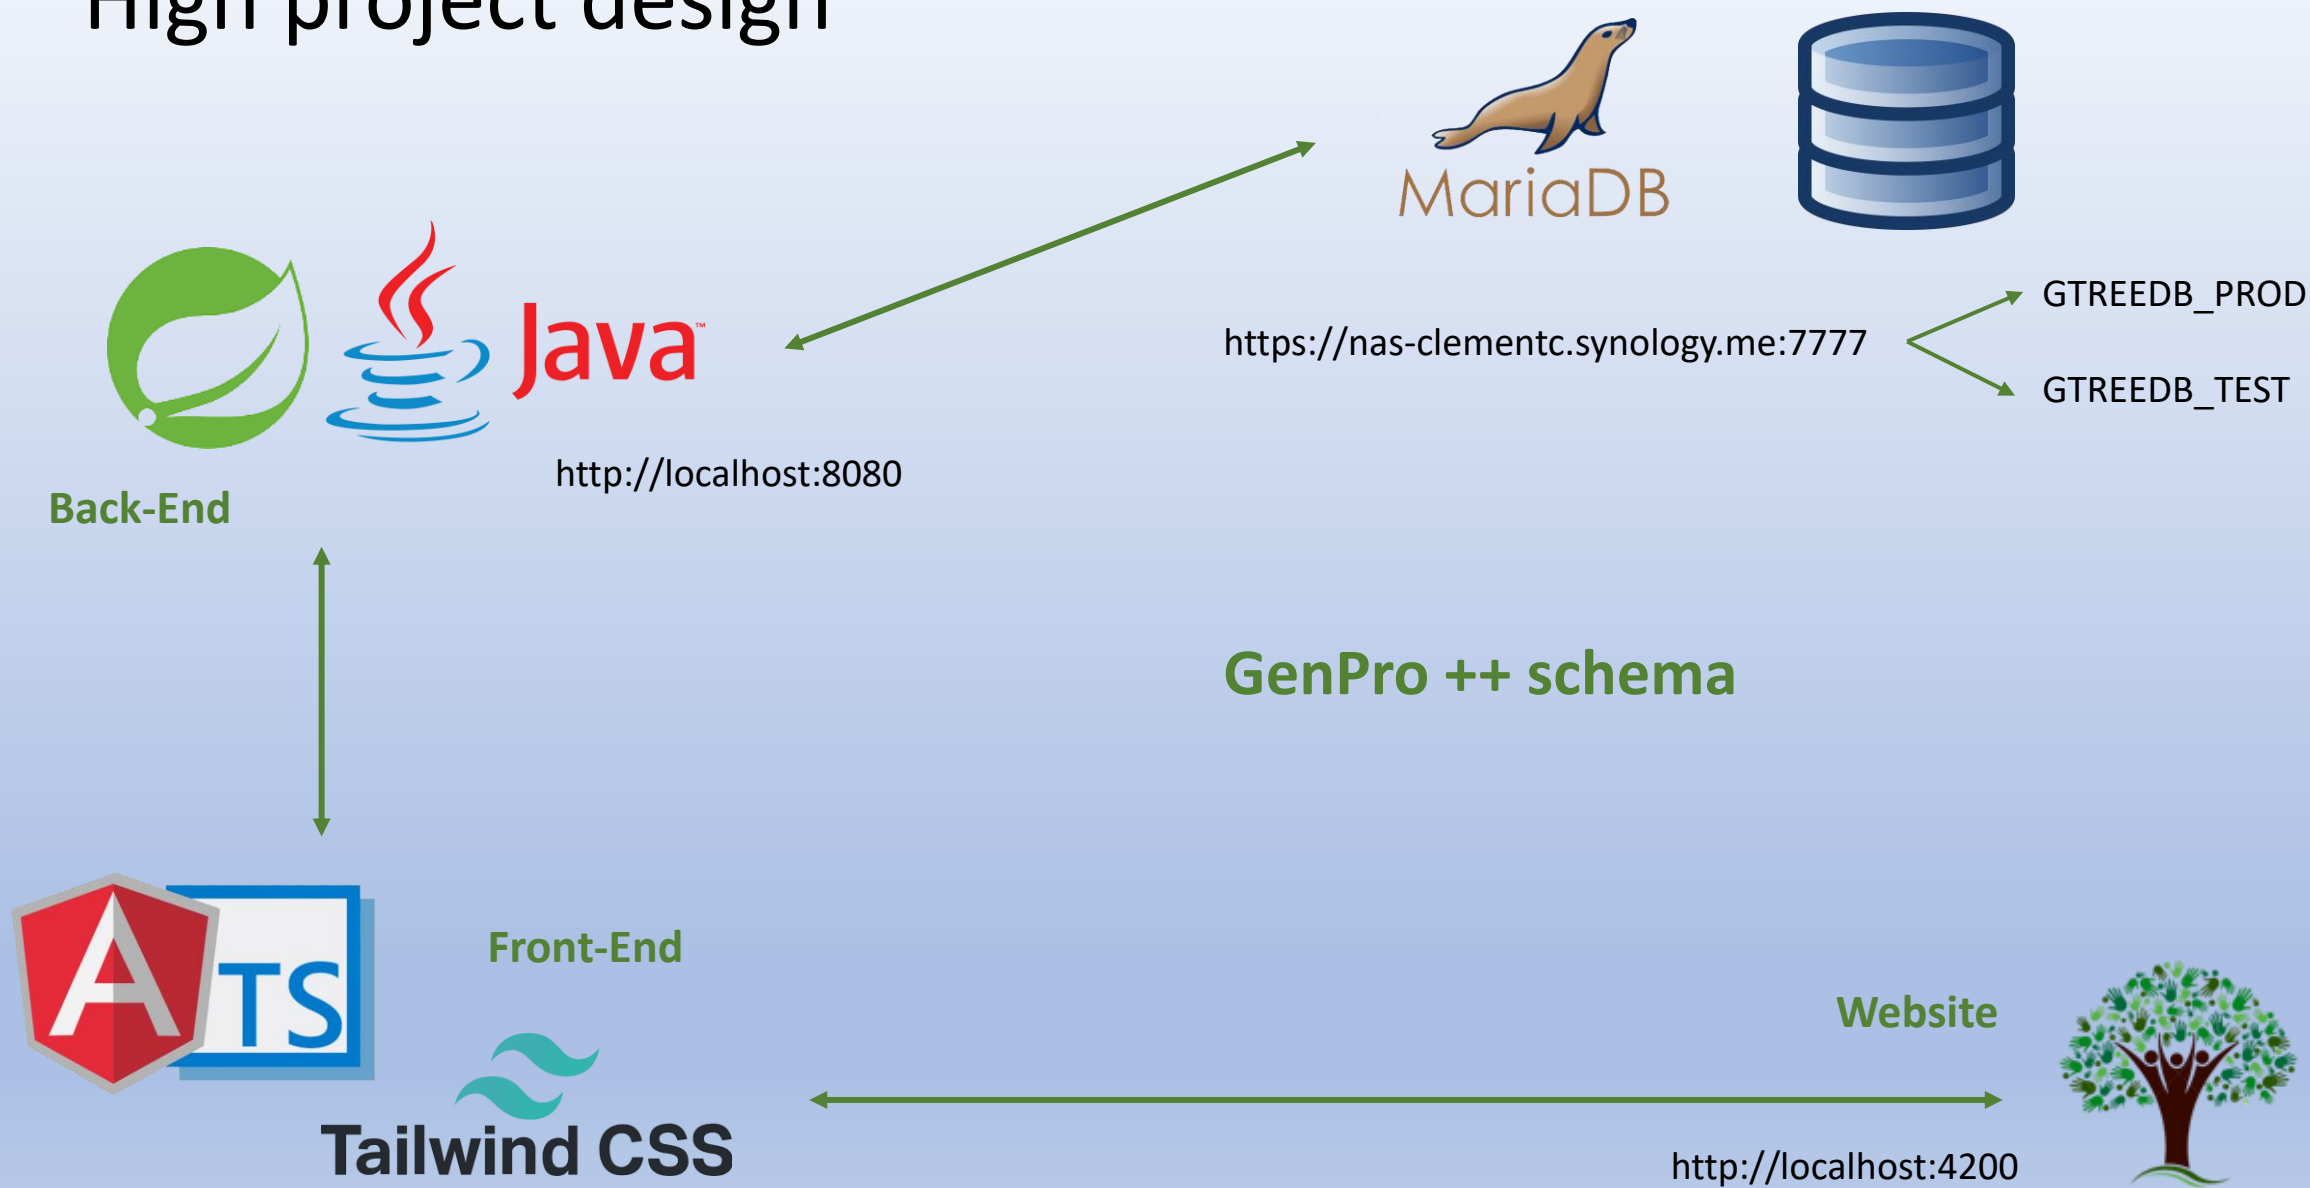 High project design
MariaDB
GTREEDB_PROD
https://nas-clementc.synology.me:7777
GTREEDB_TEST
Java™
http://localhost:8080
Back-End
GenPro ++ schema
A TS
Front-End
Website
Tailwind CSS
http://localhost:4200